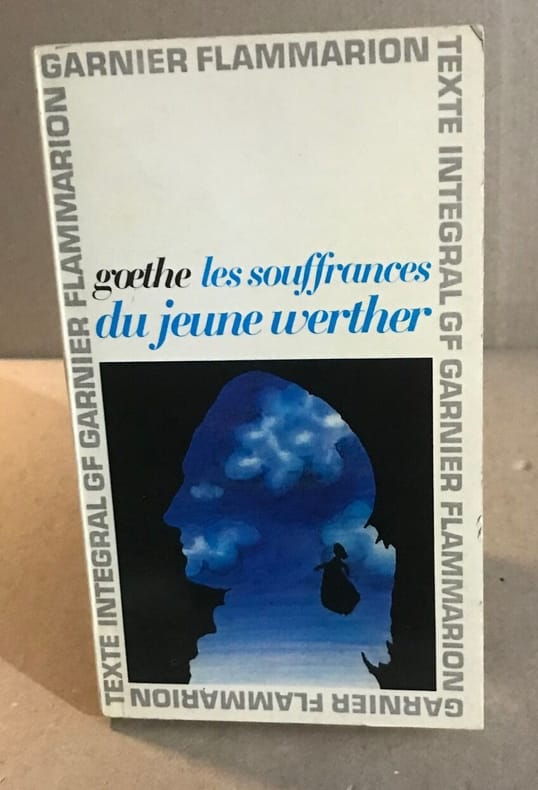 GARNIER FLAMMARION
TEXTE INTEGRAL GF GARNIER FLAMMARION
gœthe les souffrances
du jeune werther
TEXTE INTEGRAL GF GARNIER FLAMMARION
GARNIER FLAMMARION